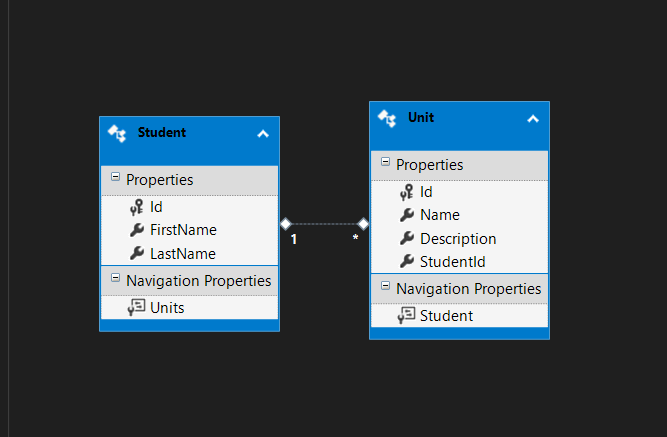 Student
Properties
Id
FirstName
LastName
Navigation Properties
Units
1
*
Unit
Properties
Id
Name
Description
StudentId
Navigation Properties
Student